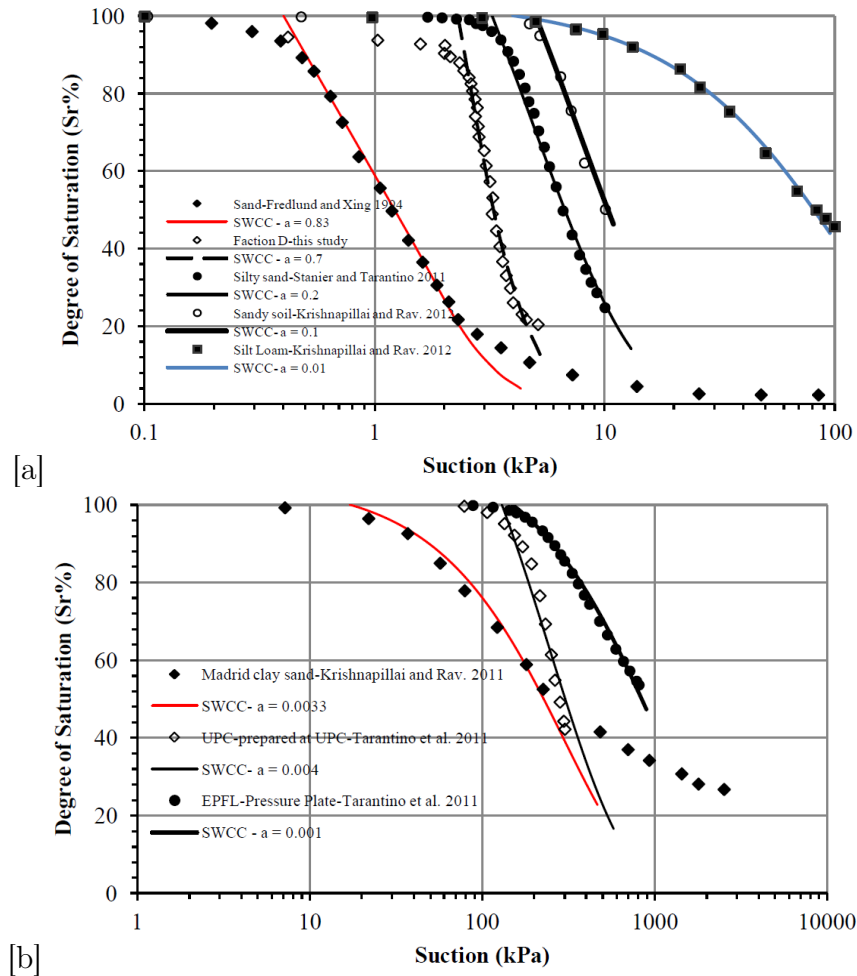 Degree of Saturation (Sr%)
100
80
60
40
20
0
Sand-Fredlund and Xing 1994
SWCC - a = 0.83
Faction D-this study
SWCC - a = 0.7
Silty sand-Stanier and Tarantino 2011
SWCC - a = 0.2
Sandy soil-Krishnapillai and Rav. 2012
SWCC- a = 0.1
Silt Loam-Krishnapillai and Rav. 2012
SWCC - a = 0.01
0.1 1 10 100
Suction (kPa)
[a]
Degree of Saturation (Sr%)
100
80
60
40
20
0
Madrid clay sand-Krishnapillai and Rav. 2011
SWCC- a = 0.0033
UPC-prepared at UPC-Tarantino et al. 2011
SWCC- a = 0.004
EPFL-Pressure Plate-Tarantino et al. 2011
SWCC - a = 0.001
1 10 100 1000 10000
Suction (kPa)
[b]